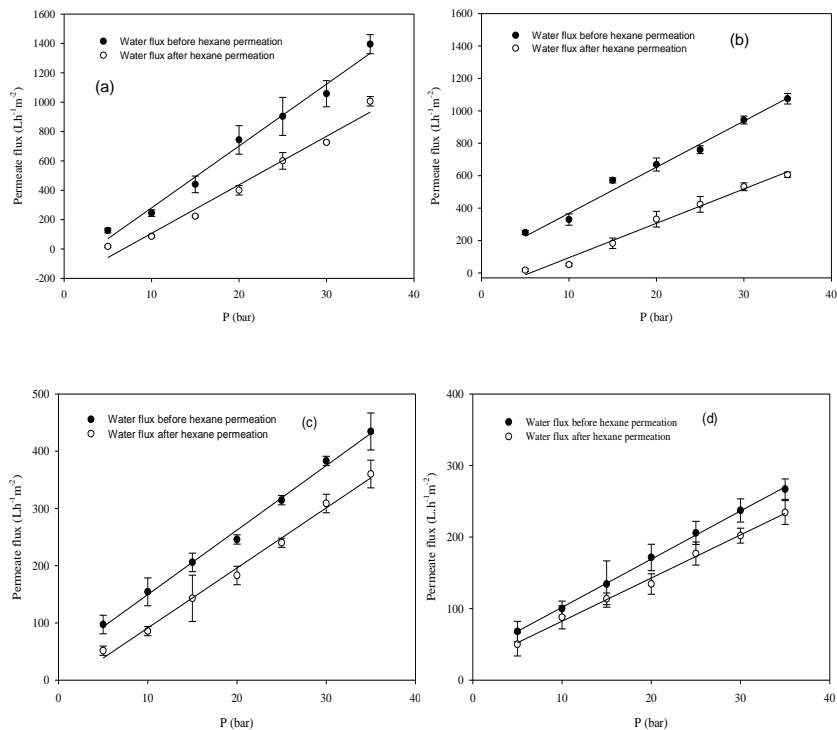 1600
1400
1200
1000
800
600
400
200
0
-200
0 10 20 30 40
P (bar)
Permeate flux (Lh-1m-2)
Water flux before hexane permeation
Water flux after hexane permeation
(a)
1600
1400
1200
1000
800
600
400
200
0
0 10 20 30 40
P (bar)
Permeate flux (Lh-1m-2)
Water flux before hexane permeation
Water flux after hexane permeation
(b)
500
400
300
200
100
0
0 10 20 30 40
P (bar)
Permeate flux (Lh-1m-2)
Water flux before hexane permeation
Water flux after hexane permeation
(c)
400
300
200
100
0
0 10 20 30 40
P (bar)
Permeate flux (L.h-1m-2)
Water flux before hexane permeation
Water flux after hexane permeation
(d)